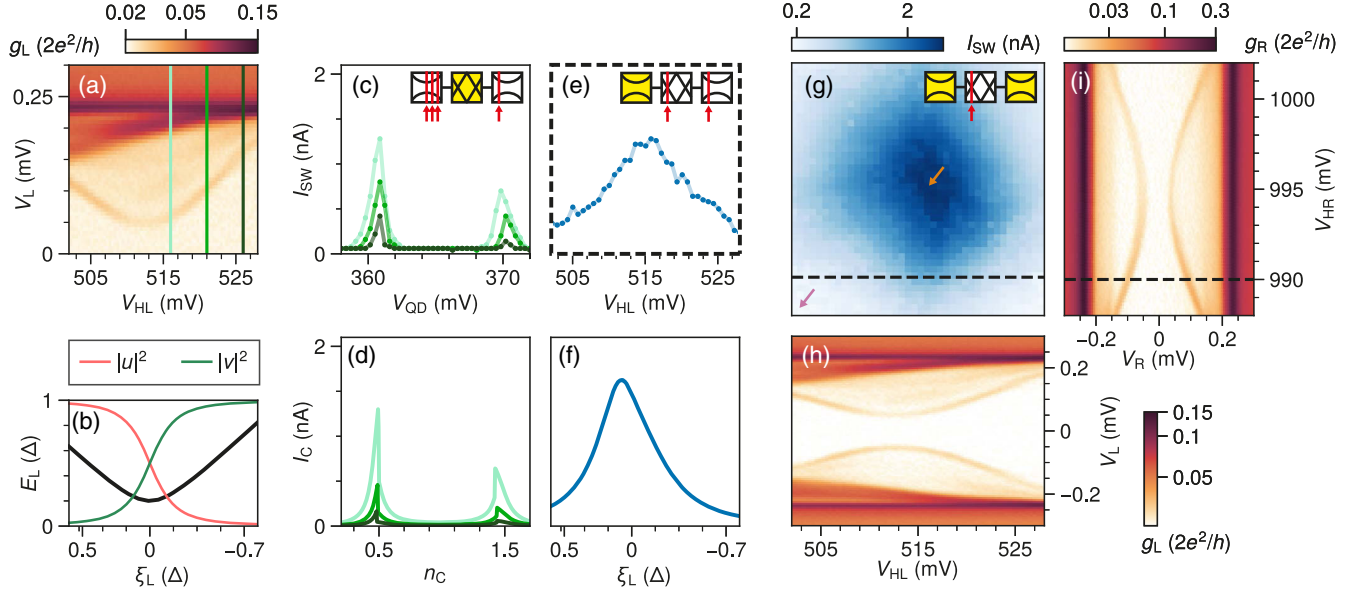 0.02 0.05 0.15
g_L (2e²/h)
(a)
0.25
0
V_L (mV)
505 515 525
V_HL (mV)
|u|² |v|²
(b)
1
0
E_L (Δ)
0.5 0 −0.7
ξ_L (Δ)
(c)
2
0
I_SW (nA)
360 370
V_QD (mV)
(d)
2
0
I_C (nA)
0.5 1.5
n_C
(e)
505 515 525
V_HL (mV)
(f)
0.5 0 −0.7
ξ_L (Δ)
0.2 2
I_SW (nA)
(g)
(h)
0.2
0
−0.2
V_L (mV)
505 515 525
V_HL (mV)
0.03 0.1 0.3
g_R (2e²/h)
(i)
1000
995
990
V_HR (mV)
−0.2 0 0.2
V_R (mV)
0.15
0.1
0.05
0.01
g_L (2e²/h)